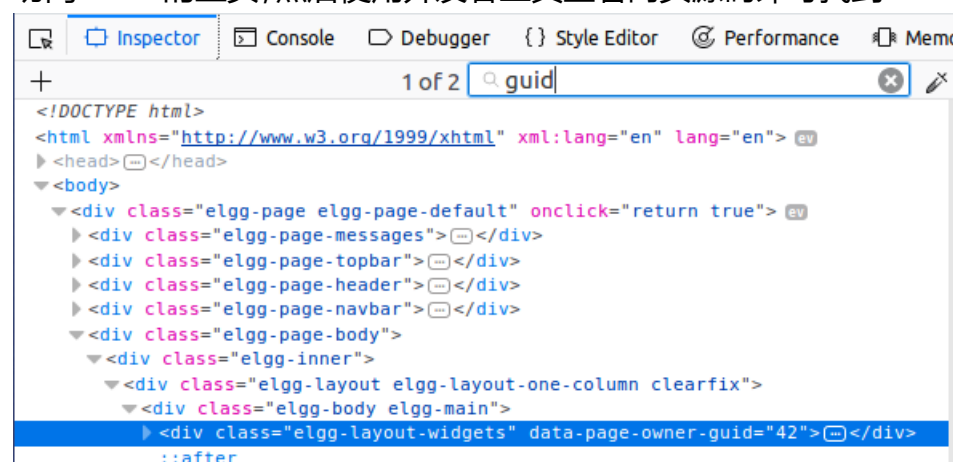 Inspector Console Debugger {} Style Editor Performance Memo
+ 1 of 2 guid
<!DOCTYPE html>
<html xmlns="http://www.w3.org/1999/xhtml" xml:lang="en" lang="en"> ev
<head>…</head>
<body>
<div class="elgg-page elgg-page-default" onclick="return true"> ev
<div class="elgg-page-messages">…</div>
<div class="elgg-page-topbar">…</div>
<div class="elgg-page-header">…</div>
<div class="elgg-page-navbar">…</div>
<div class="elgg-page-body">
<div class="elgg-inner">
<div class="elgg-layout elgg-layout-one-column clearfix">
<div class="elgg-body elgg-main">
<div class="elgg-layout-widgets" data-page-owner-guid="42">…</div>
::after